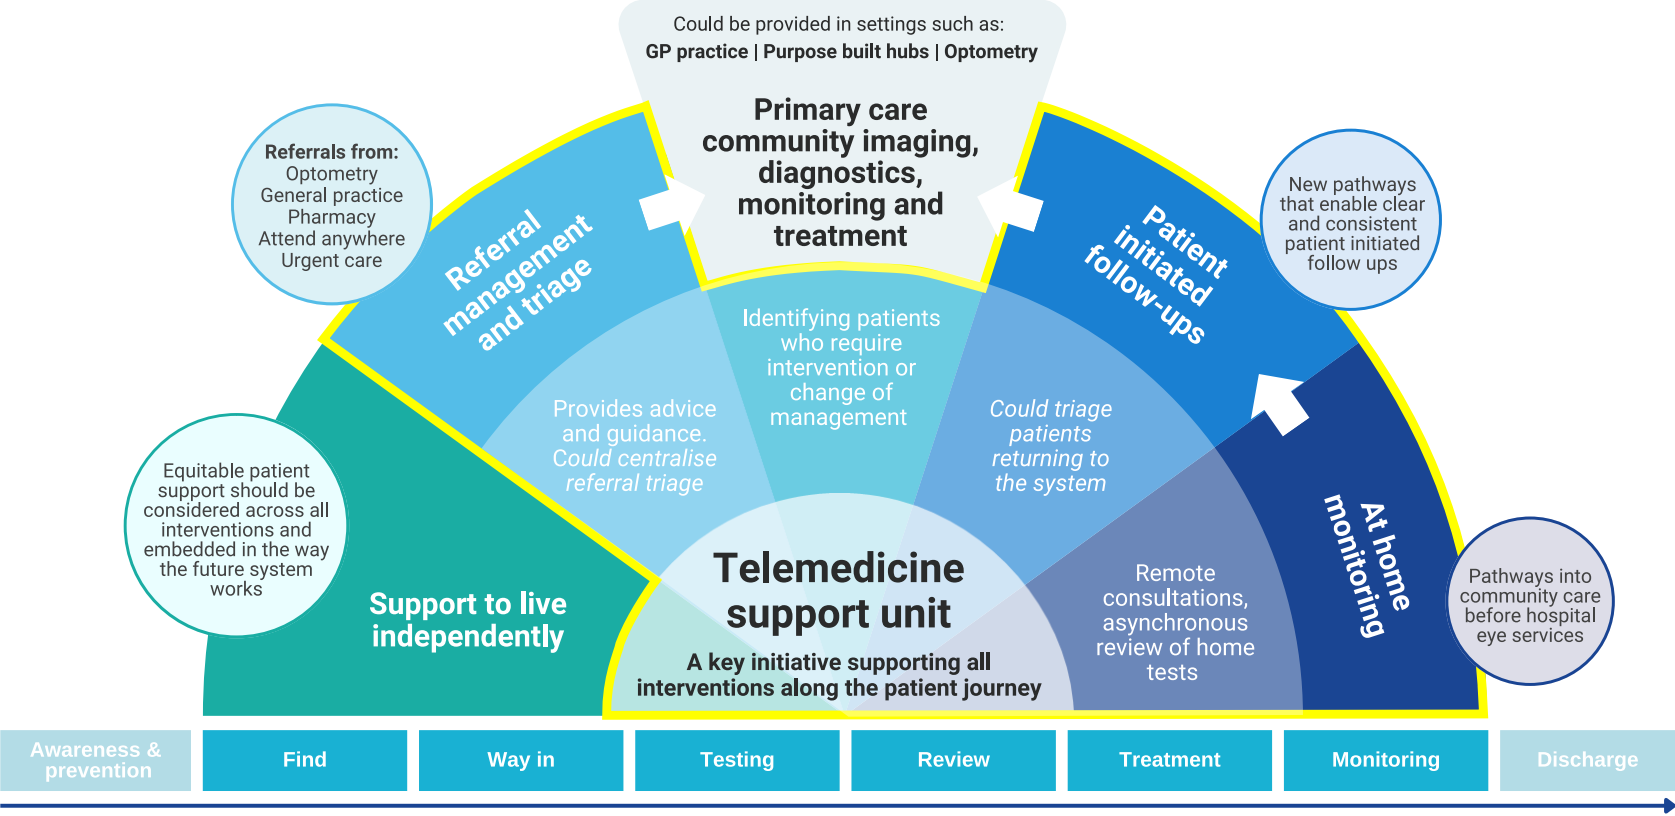 Could be provided in settings such as:
GP practice | Purpose built hubs | Optometry
Primary care
community imaging,
diagnostics,
monitoring and
treatment
Referrals from:
Optometry
General practice
Pharmacy
Attend anywhere
Urgent care
Referral
management
and triage
Patient
initiated
follow-ups
New pathways
that enable clear
and consistent
patient initiated
follow ups
Identifying patients
who require
intervention or
change of
management
Provides advice
and guidance.
Could centralise
referral triage
Could triage
patients
returning to
the system
Equitable patient
support should be
considered across all
interventions and
embedded in the way
the future system
works
Support to live
independently
Telemedicine
support unit
A key initiative supporting all
interventions along the patient journey
Remote
consultations,
asynchronous
review of home
tests
At home
monitoring
Pathways into
community care
before hospital
eye services
Awareness &
prevention
Find
Way in
Testing
Review
Treatment
Monitoring
Discharge